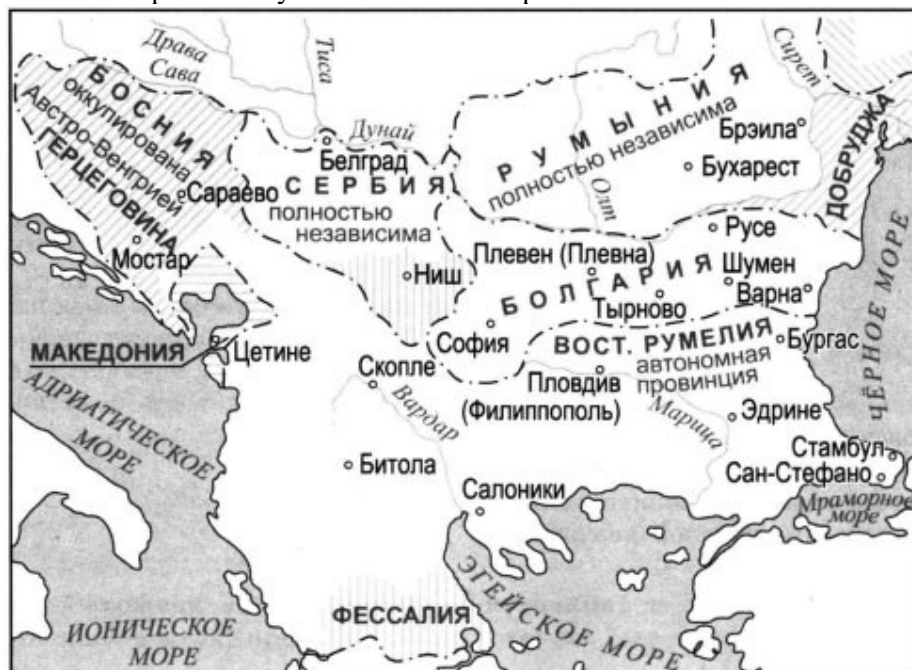 Драва
Сава
Тиса
Сирет
БОСНИЯ
оккупирована
Австро-Венгрией
ГЕРЦЕГОВИНА
Сараево
Мостар
Дунай
Белград
СЕРБИЯ
полностью
независима
Ниш
РУМЫНИЯ
полностью независима
Олт
Брэила
Бухарест
ДОБРУДЖА
Русе
Плевен (Плевна)
Шумен
БОЛГАРИЯ
Тырново
Варна
София
ВОСТ. РУМЕЛИЯ
автономная
провинция
Бургас
ЧЁРНОЕ МОРЕ
МАКЕДОНИЯ
Цетине
Скопле
Вардар
Пловдив
(Филиппополь)
Марица
Эдрине
АДРИАТИЧЕСКОЕ
МОРЕ
Битола
Салоники
Стамбул
Сан-Стефано
Мраморное
море
ЭГЕЙСКОЕ МОРЕ
ФЕССАЛИЯ
ИОНИЧЕСКОЕ
МОРЕ